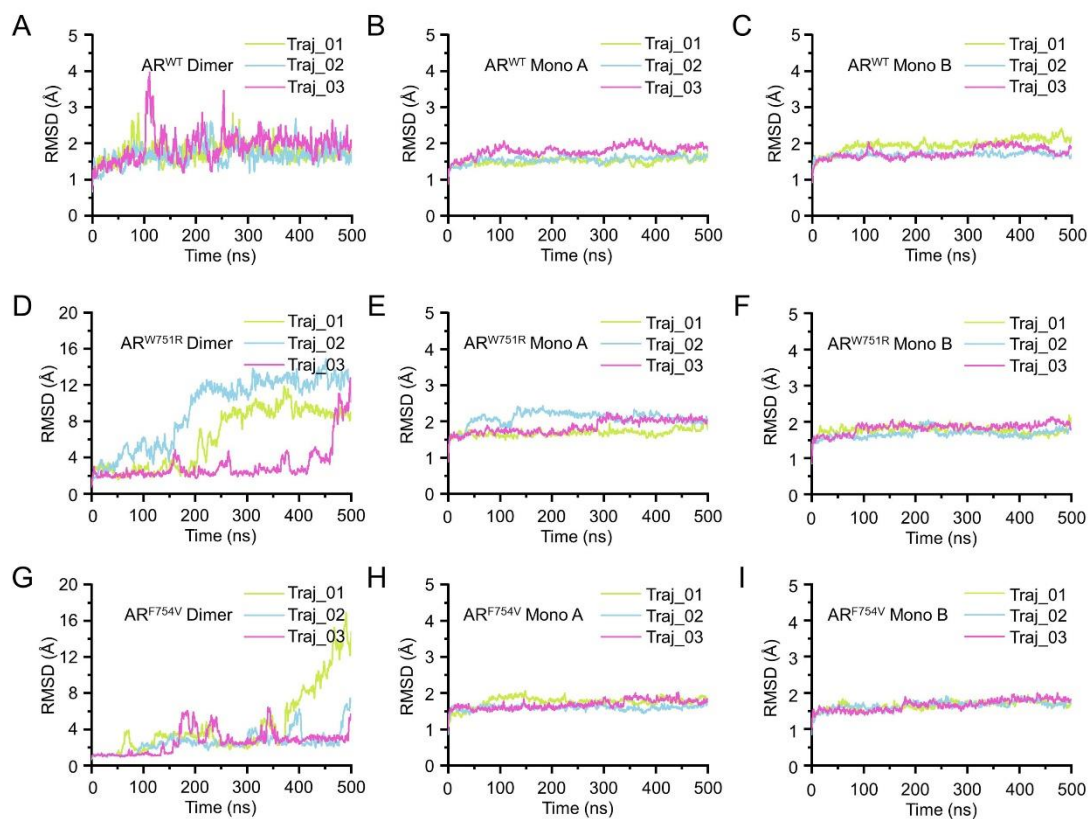 A
RMSD (Å)
5
4
3
2
1
0
AR^WT Dimer
Traj_01
Traj_02
Traj_03
0 100 200 300 400 500
Time (ns)
B
RMSD (Å)
5
4
3
2
1
0
AR^WT Mono A
Traj_01
Traj_02
Traj_03
0 100 200 300 400 500
Time (ns)
C
RMSD (Å)
5
4
3
2
1
0
AR^WT Mono B
Traj_01
Traj_02
Traj_03
0 100 200 300 400 500
Time (ns)
D
RMSD (Å)
20
16
12
8
4
0
AR^W751R Dimer
Traj_01
Traj_02
Traj_03
0 100 200 300 400 500
Time (ns)
E
RMSD (Å)
5
4
3
2
1
0
AR^W751R Mono A
Traj_01
Traj_02
Traj_03
0 100 200 300 400 500
Time (ns)
F
RMSD (Å)
5
4
3
2
1
0
AR^W751R Mono B
Traj_01
Traj_02
Traj_03
0 100 200 300 400 500
Time (ns)
G
RMSD (Å)
20
16
12
8
4
0
AR^F754V Dimer
Traj_01
Traj_02
Traj_03
0 100 200 300 400 500
Time (ns)
H
RMSD (Å)
5
4
3
2
1
0
AR^F754V Mono A
Traj_01
Traj_02
Traj_03
0 100 200 300 400 500
Time (ns)
I
RMSD (Å)
5
4
3
2
1
0
AR^F754V Mono B
Traj_01
Traj_02
Traj_03
0 100 200 300 400 500
Time (ns)